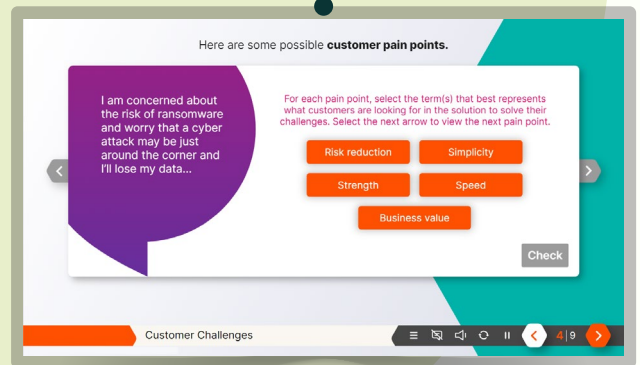 Here are some possible customer pain points.
I am concerned about
the risk of ransomware
and worry that a cyber
attack may be just
around the corner and
I'll lose my data...
For each pain point, select the term(s) that best represents
what customers are looking for in the solution to solve their
challenges. Select the next arrow to view the next pain point.
Risk reduction
Simplicity
Strength
Speed
Business value
Check
Customer Challenges
4|9